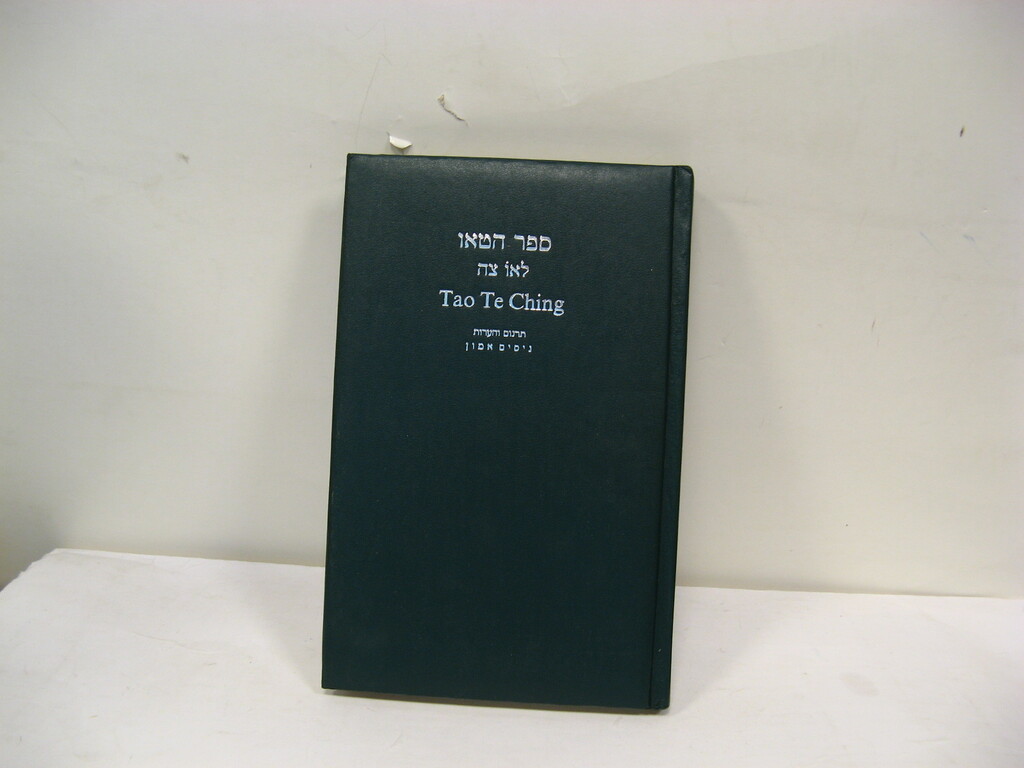 ספר הטאו
לאו צה
Tao Te Ching
תרגום והערות
ניסים אמון